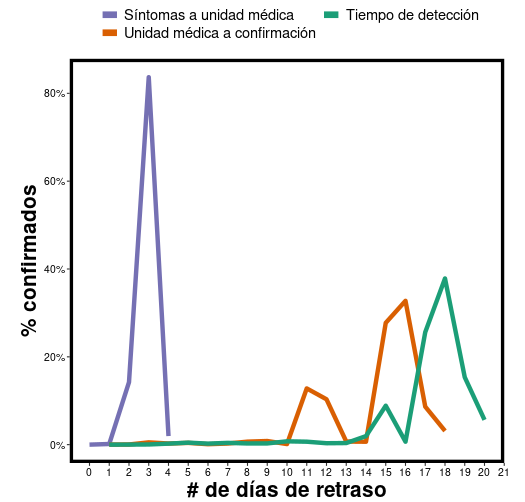 Síntomas a unidad médica Tiempo de detección
Unidad médica a confirmación
80%
60%
40%
20%
0%
% confirmados
0 1 2 3 4 5 6 7 8 9 10 11 12 13 14 15 16 17 18 19 20 21
# de días de retraso